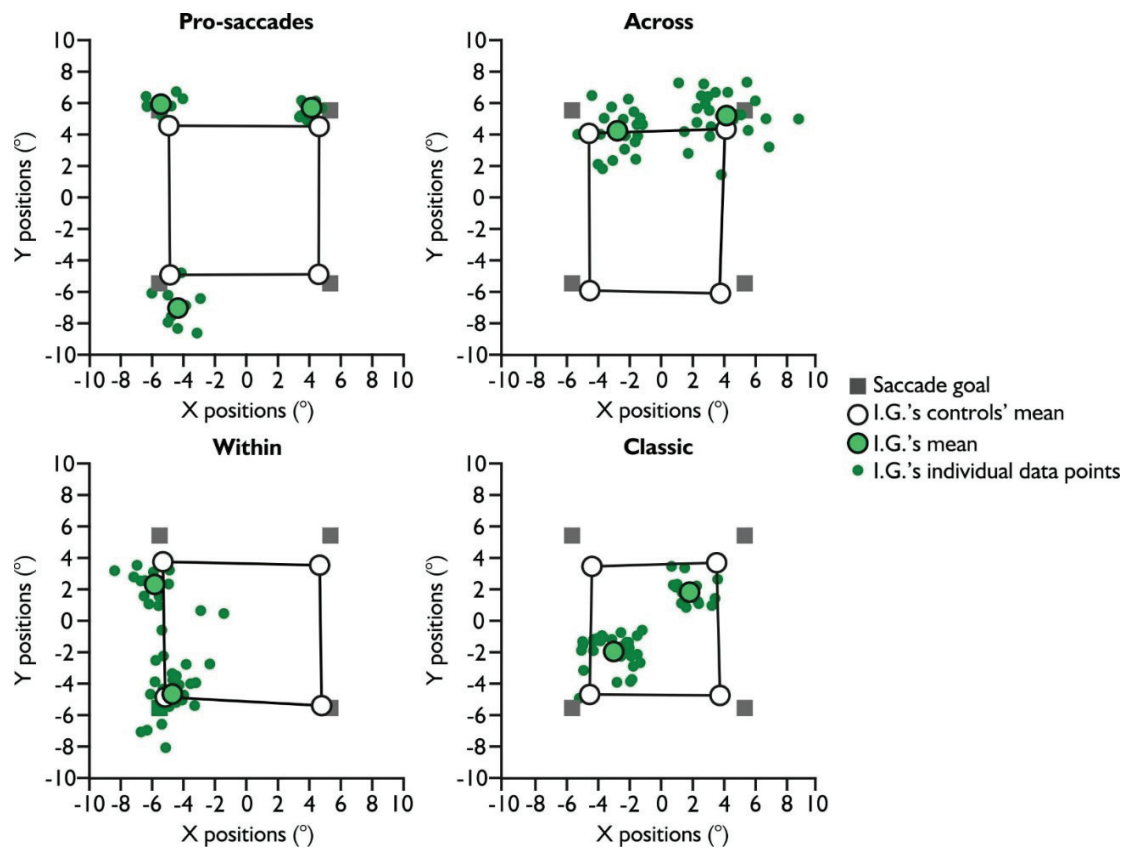 Pro-saccades
10
8
6
4
2
0
-2
-4
-6
-8
-10
Y positions (°)
-10 -8 -6 -4 -2 0 2 4 6 8 10
X positions (°)
Across
10
8
6
4
2
0
-2
-4
-6
-8
-10
Y positions (°)
-10 -8 -6 -4 -2 0 2 4 6 8 10
X positions (°)
Saccade goal
I.G.'s controls' mean
I.G.'s mean
I.G.'s individual data points
Within
10
8
6
4
2
0
-2
-4
-6
-8
-10
Y positions (°)
-10 -8 -6 -4 -2 0 2 4 6 8 10
X positions (°)
Classic
10
8
6
4
2
0
-2
-4
-6
-8
-10
Y positions (°)
-10 -8 -6 -4 -2 0 2 4 6 8 10
X positions (°)